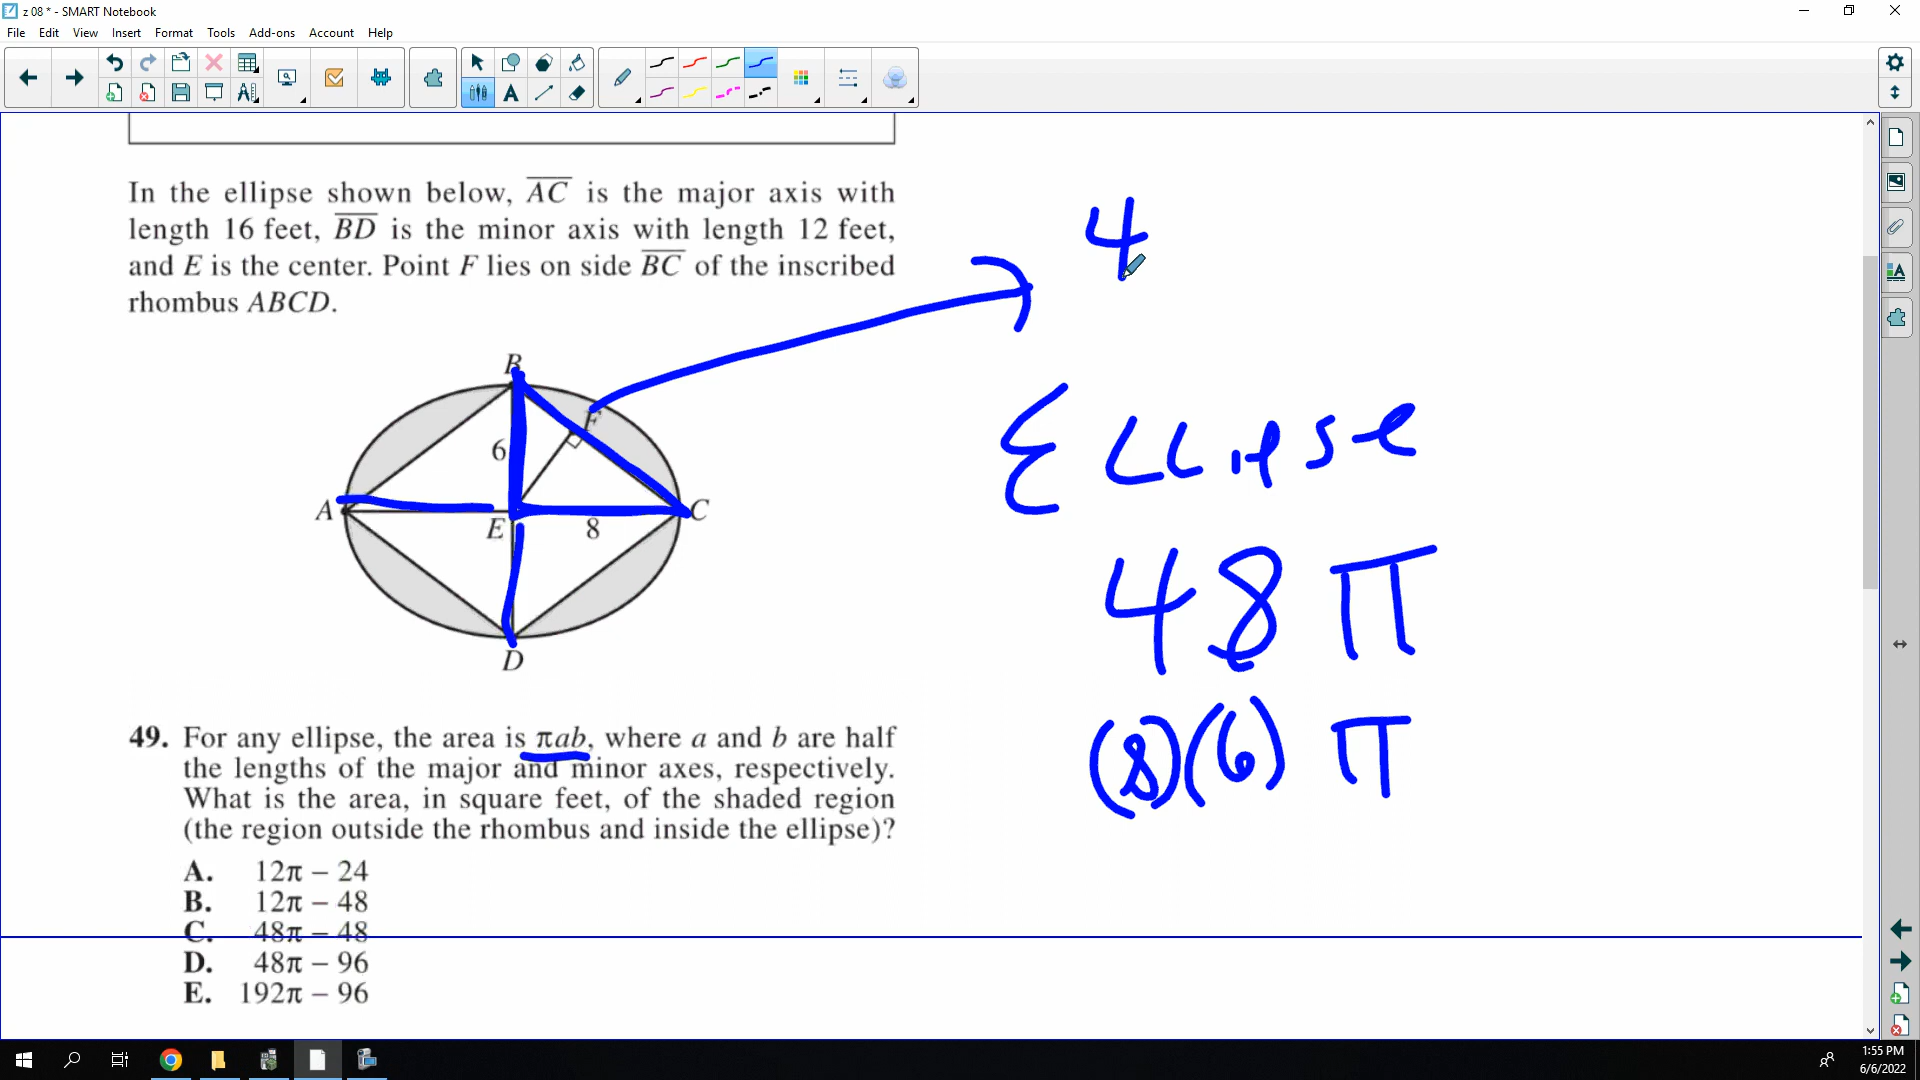 z 08 * - SMART Notebook
File Edit View Insert Format Tools Add-ons Account Help
In the ellipse shown below, AC is the major axis with
length 16 feet, BD is the minor axis with length 12 feet,
and E is the center. Point F lies on side BC of the inscribed
rhombus ABCD.
4
B
F
6
A
E
8
C
D
Ellipse
48 π
(8)(6) π
49. For any ellipse, the area is πab, where a and b are half
the lengths of the major and minor axes, respectively.
What is the area, in square feet, of the shaded region
(the region outside the rhombus and inside the ellipse)?
A. 12π – 24
B. 12π – 48
C. 48π – 48
D. 48π – 96
E. 192π – 96
1:55 PM
6/6/2022